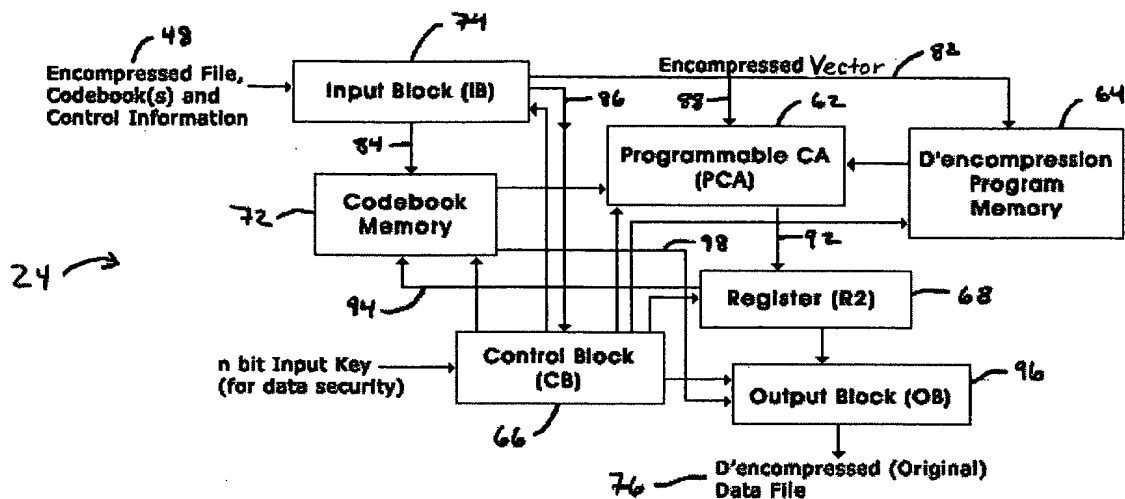 48
74
Encompressed File,
Codebook(s) and
Control Information
Input Block (IB)
Encompressed Vector
82
86
88
62
64
84
Programmable CA
(PCA)
D'encompression
Program
Memory
72
Codebook
Memory
98
92
24
94
Register (R2)
68
n bit Input Key
(for data security)
Control Block
(CB)
66
Output Block (OB)
96
76
D'encompressed (Original)
Data File